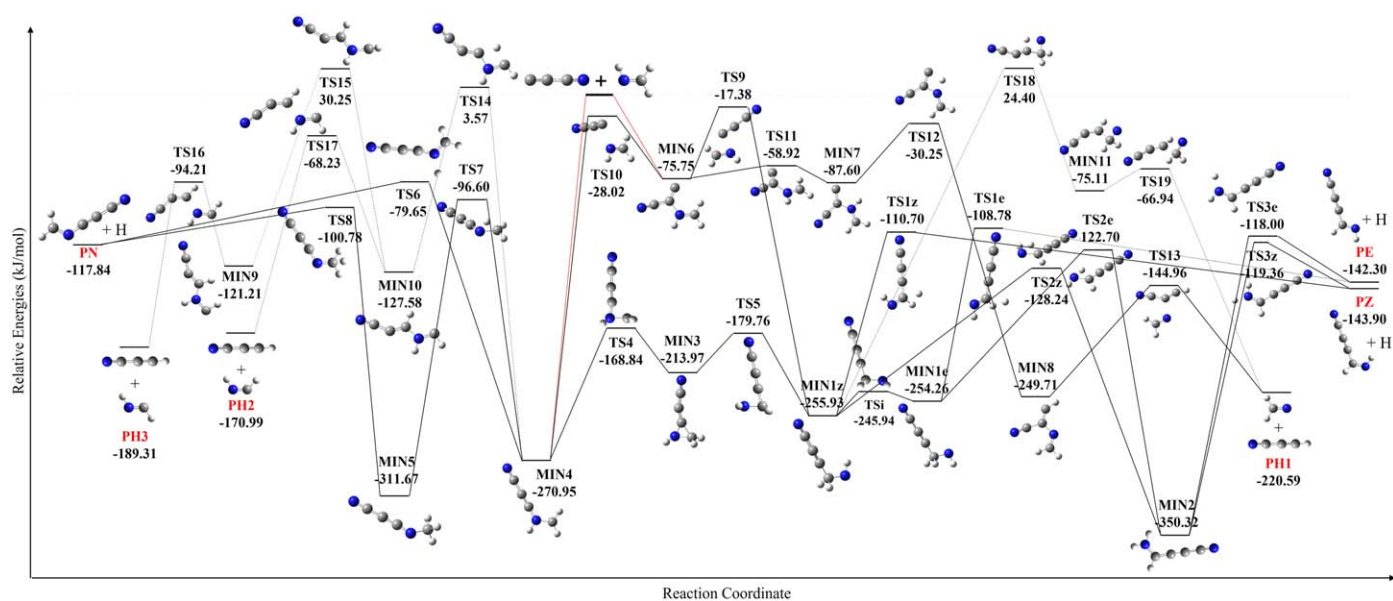 TS15
30.25
TS14
3.57
+
TS9
-17.38
TS18
24.40
TS16
-94.21
TS17
-68.23
TS10
-28.02
MIN6
-75.75
TS11
-58.92
MIN7
-87.60
TS12
-30.25
MIN11
-75.11
TS19
-66.94
TS7
-96.60
TS6
-79.65
TS8
-100.78
TS1z
-110.70
TS1e
-108.78
TS2e
122.70
TS3e
-118.00
+ H
PN
-117.84
+ H
PE
-142.30
MIN9
-121.21
MIN10
-127.58
TS2z
-128.24
TS13
-144.96
TS3z
-119.36
PZ
-143.90
+ H
TS4
-168.84
MIN3
-213.97
TS5
-179.76
+
PH3
-189.31
+
PH2
-170.99
MIN1z
-255.93
TSi
-245.94
MIN1e
-254.26
MIN8
-249.71
+
PH1
-220.59
MIN5
-311.67
MIN4
-270.95
MIN2
-350.32
Relative Energies (kJ/mol)
Reaction Coordinate